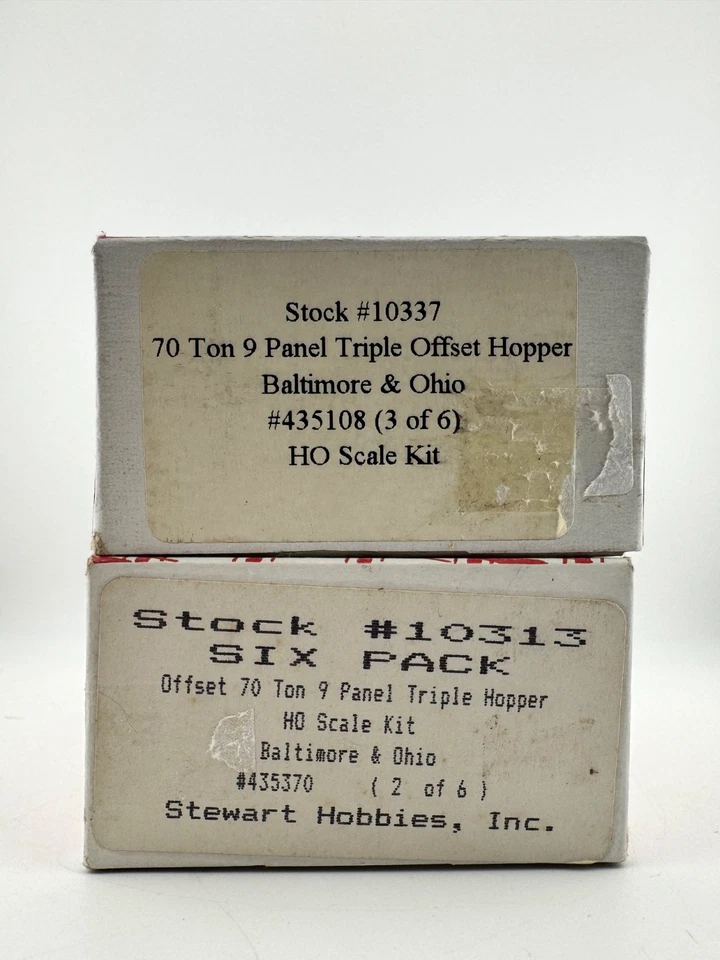 Stock #10337
70 Ton 9 Panel Triple Offset Hopper
Baltimore & Ohio
#435108 (3 of 6)
HO Scale Kit
Stock #10313
SIX PACK
Offset 70 Ton 9 Panel Triple Hopper
HO Scale Kit
Baltimore & Ohio
#435370 ( 2 of 6 )
Stewart Hobbies, Inc.